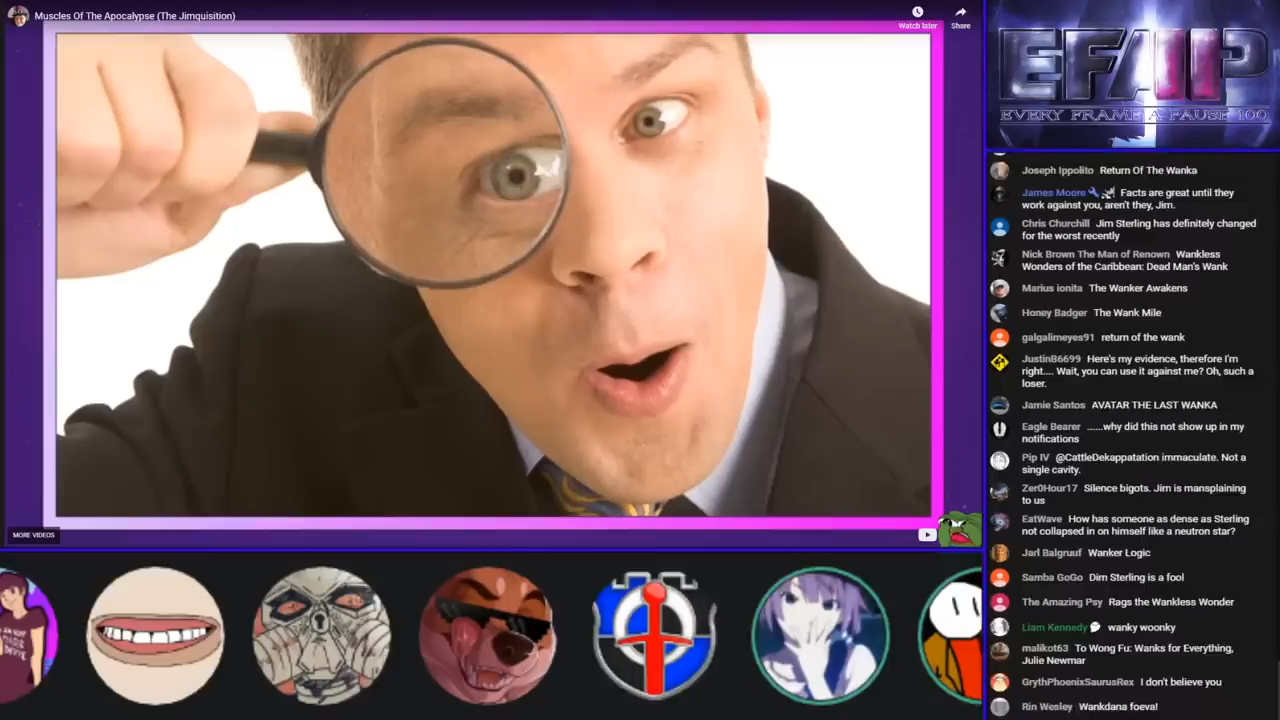 Muscles Of The Apocalypse (The Jimquisition)
Watch later
Share
EFAP
EVERY FRAME A PAUSE 100
Joseph Ippolito Return Of The Wanka
James Moore Facts are great until they
work against you, aren't they, Jim.
Chris Churchill Jim Sterling has definitely changed
for the worst recently
Nick Brown The Man of Renown Wankless
Wonders of the Caribbean: Dead Man's Wank
Marius ionita The Wanker Awakens
Honey Badger The Wank Mile
galgalimeyes91 return of the wank
JustinB6699 Here's my evidence, therefore I'm
right.... Wait, you can use it against me? Oh, such a
loser.
Jamie Santos AVATAR THE LAST WANKA
Eagle Bearer ......why did this not show up in my
notifications
Pip IV @CattleDekappatation immaculate. Not a
single cavity.
Zer0Hour17 Silence bigots. Jim is mansplaining
to us
EatWave How has someone as dense as Sterling
not collapsed in on himself like a neutron star?
Jarl Balgruuf Wanker Logic
Samba GoGo Dim Sterling is a fool
The Amazing Psy Rags the Wankless Wonder
Liam Kennedy wanky woonky
malikot63 To Wong Fu: Wanks for Everything,
Julie Newmar
GrythPhoenixSaurusRex I don't believe you
Rin Wesley Wankdana foeva!
MORE VIDEOS